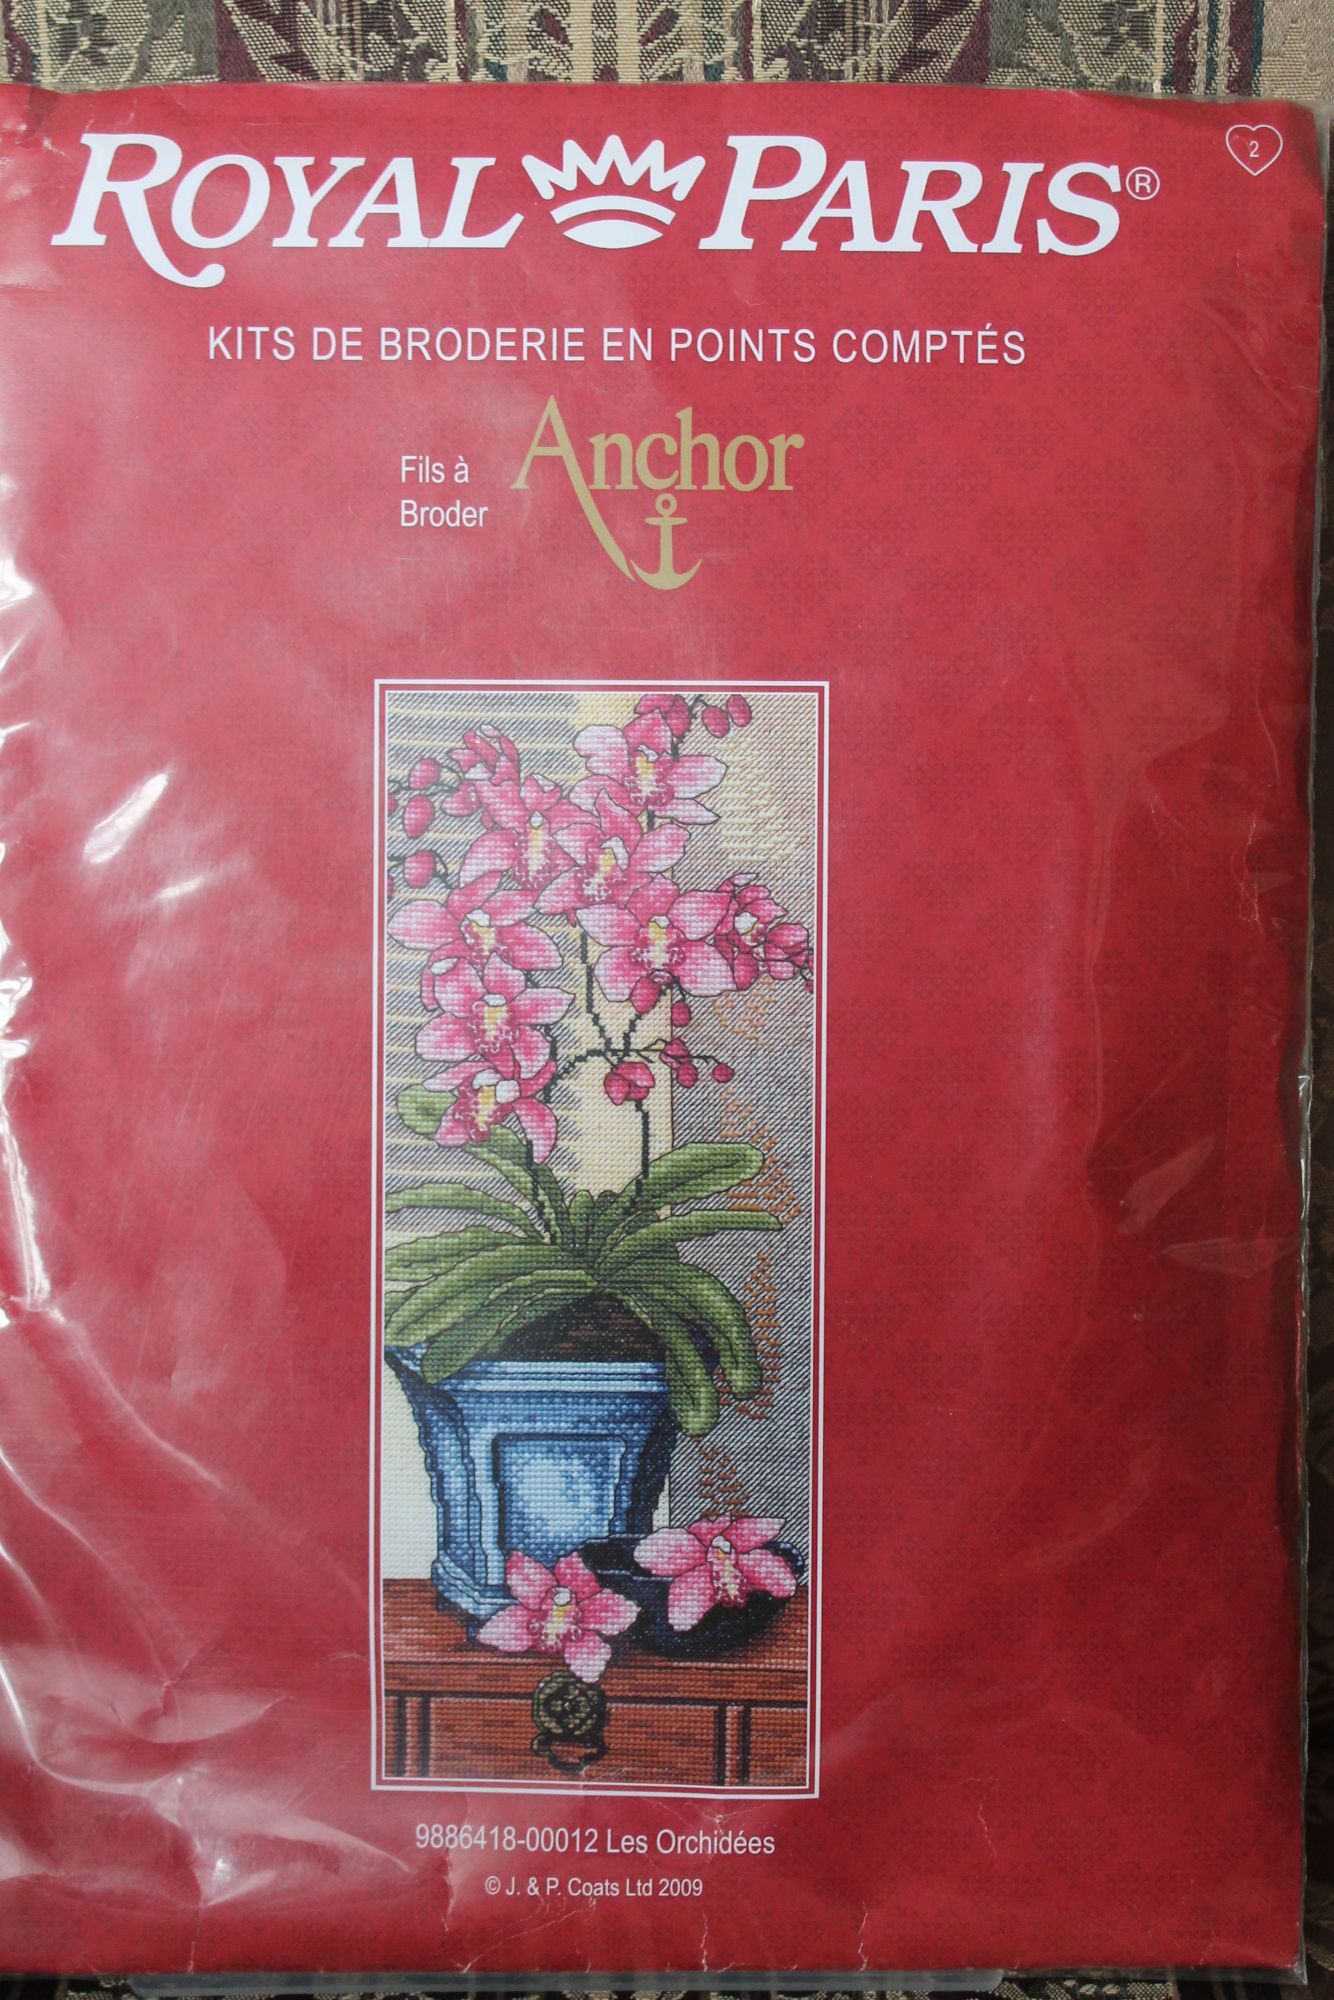 ROYAL PARIS®
2
KITS DE BRODERIE EN POINTS COMPTÉS
Fils à
Broder
Anchor
9886418-00012 Les Orchidées
© J. & P. Coats Ltd 2009